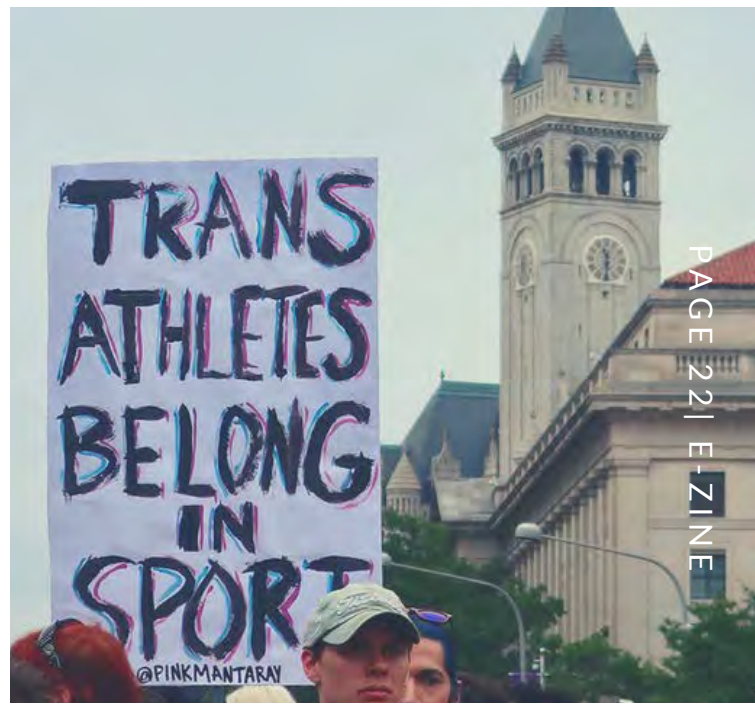 TRANS
ATHLETES
BELONG
IN
SPORT
@PINKMANTARAY
PAGE 22| E-ZINE